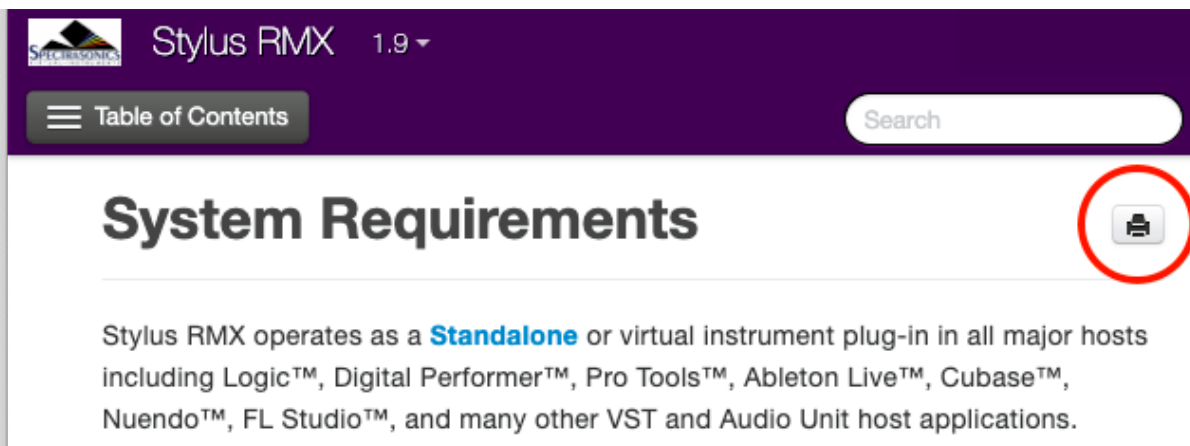 SPECTRASONICS
Stylus RMX 1.9
Table of Contents
Search
System Requirements
Stylus RMX operates as a Standalone or virtual instrument plug-in in all major hosts
including Logic™, Digital Performer™, Pro Tools™, Ableton Live™, Cubase™,
Nuendo™, FL Studio™, and many other VST and Audio Unit host applications.